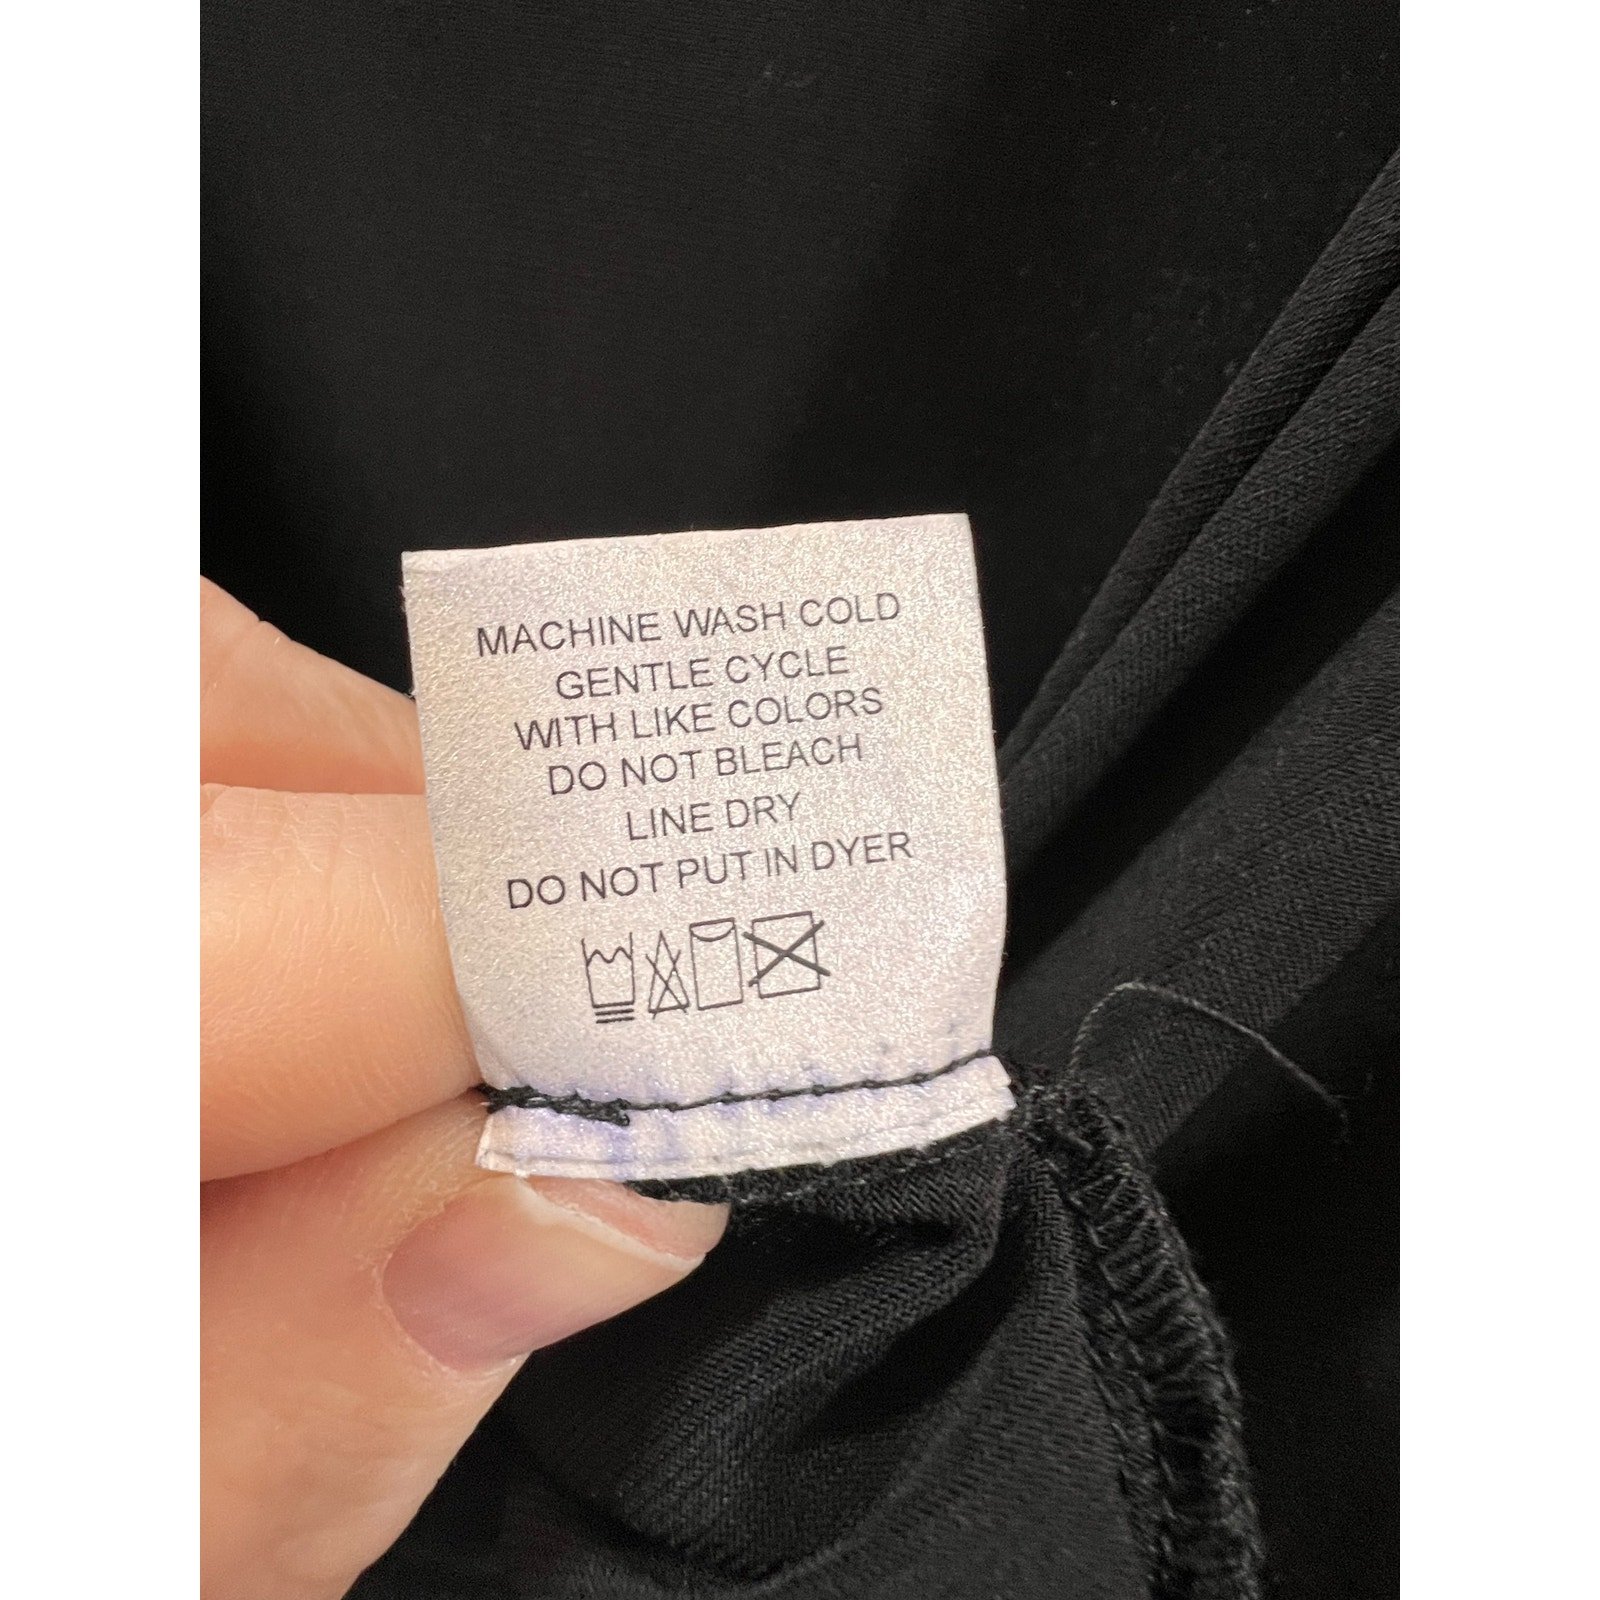 MACHINE WASH COLD
GENTLE CYCLE
WITH LIKE COLORS
DO NOT BLEACH
LINE DRY
DO NOT PUT IN DYER